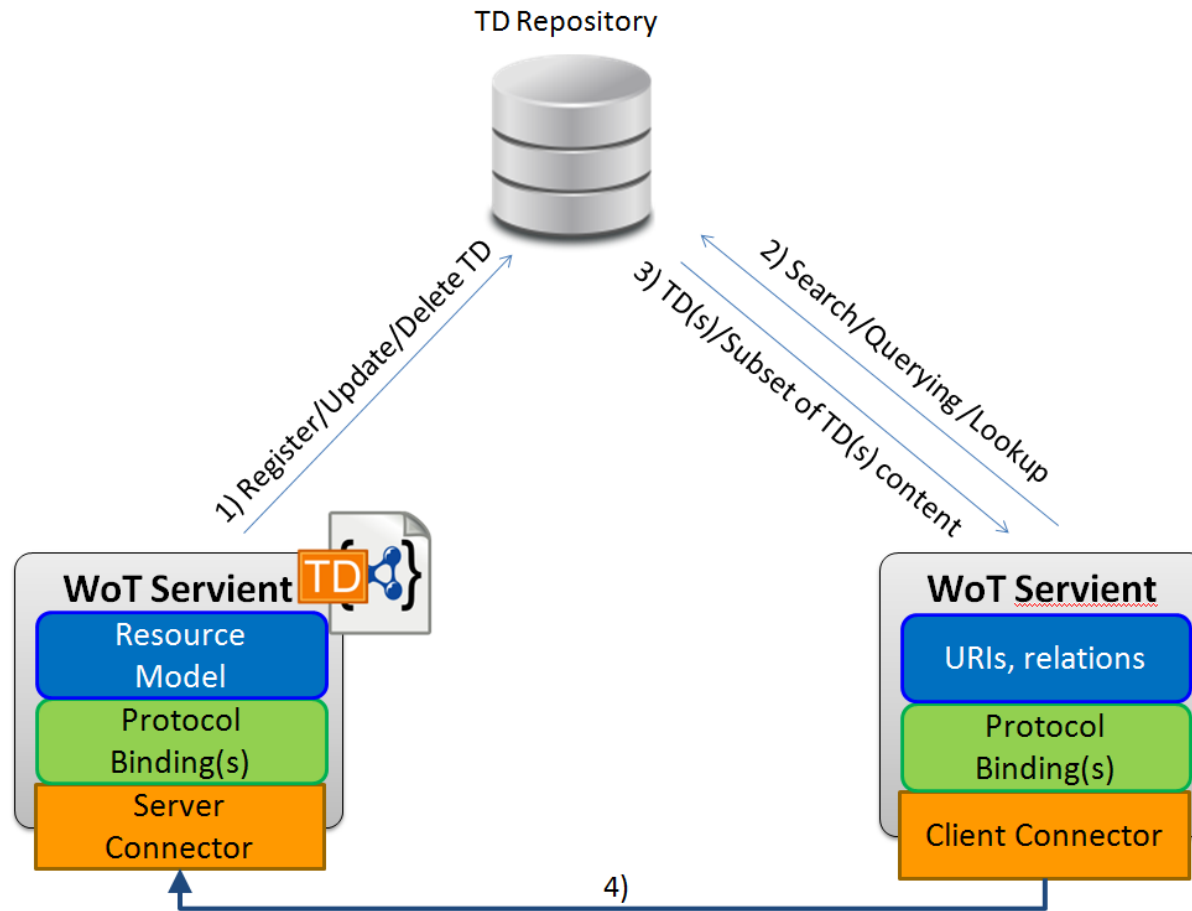 TD Repository
1) Register/Update/Delete TD
2) Search/Querying/Lookup
3) TD(s)/Subset of TD(s) content
WoT Servient
TD
{ }
Resource
Model
Protocol
Binding(s)
Server
Connector
WoT Servient
URIs, relations
Protocol
Binding(s)
Client Connector
4)